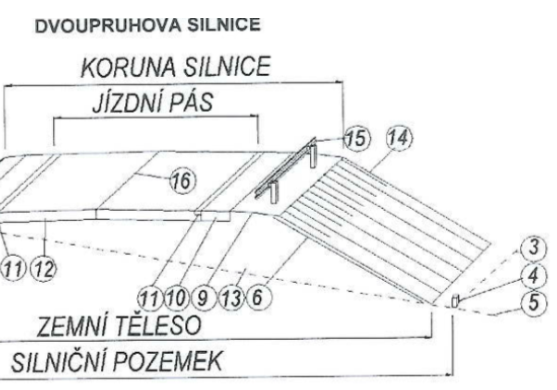 DVOUPRUHOVA SILNICE
KORUNA SILNICE
JÍZDNÍ PÁS
15 14
16
3
11 12 4
11 10 9 13 6 5
ZEMNÍ TĚLESO
SILNIČNÍ POZEMEK